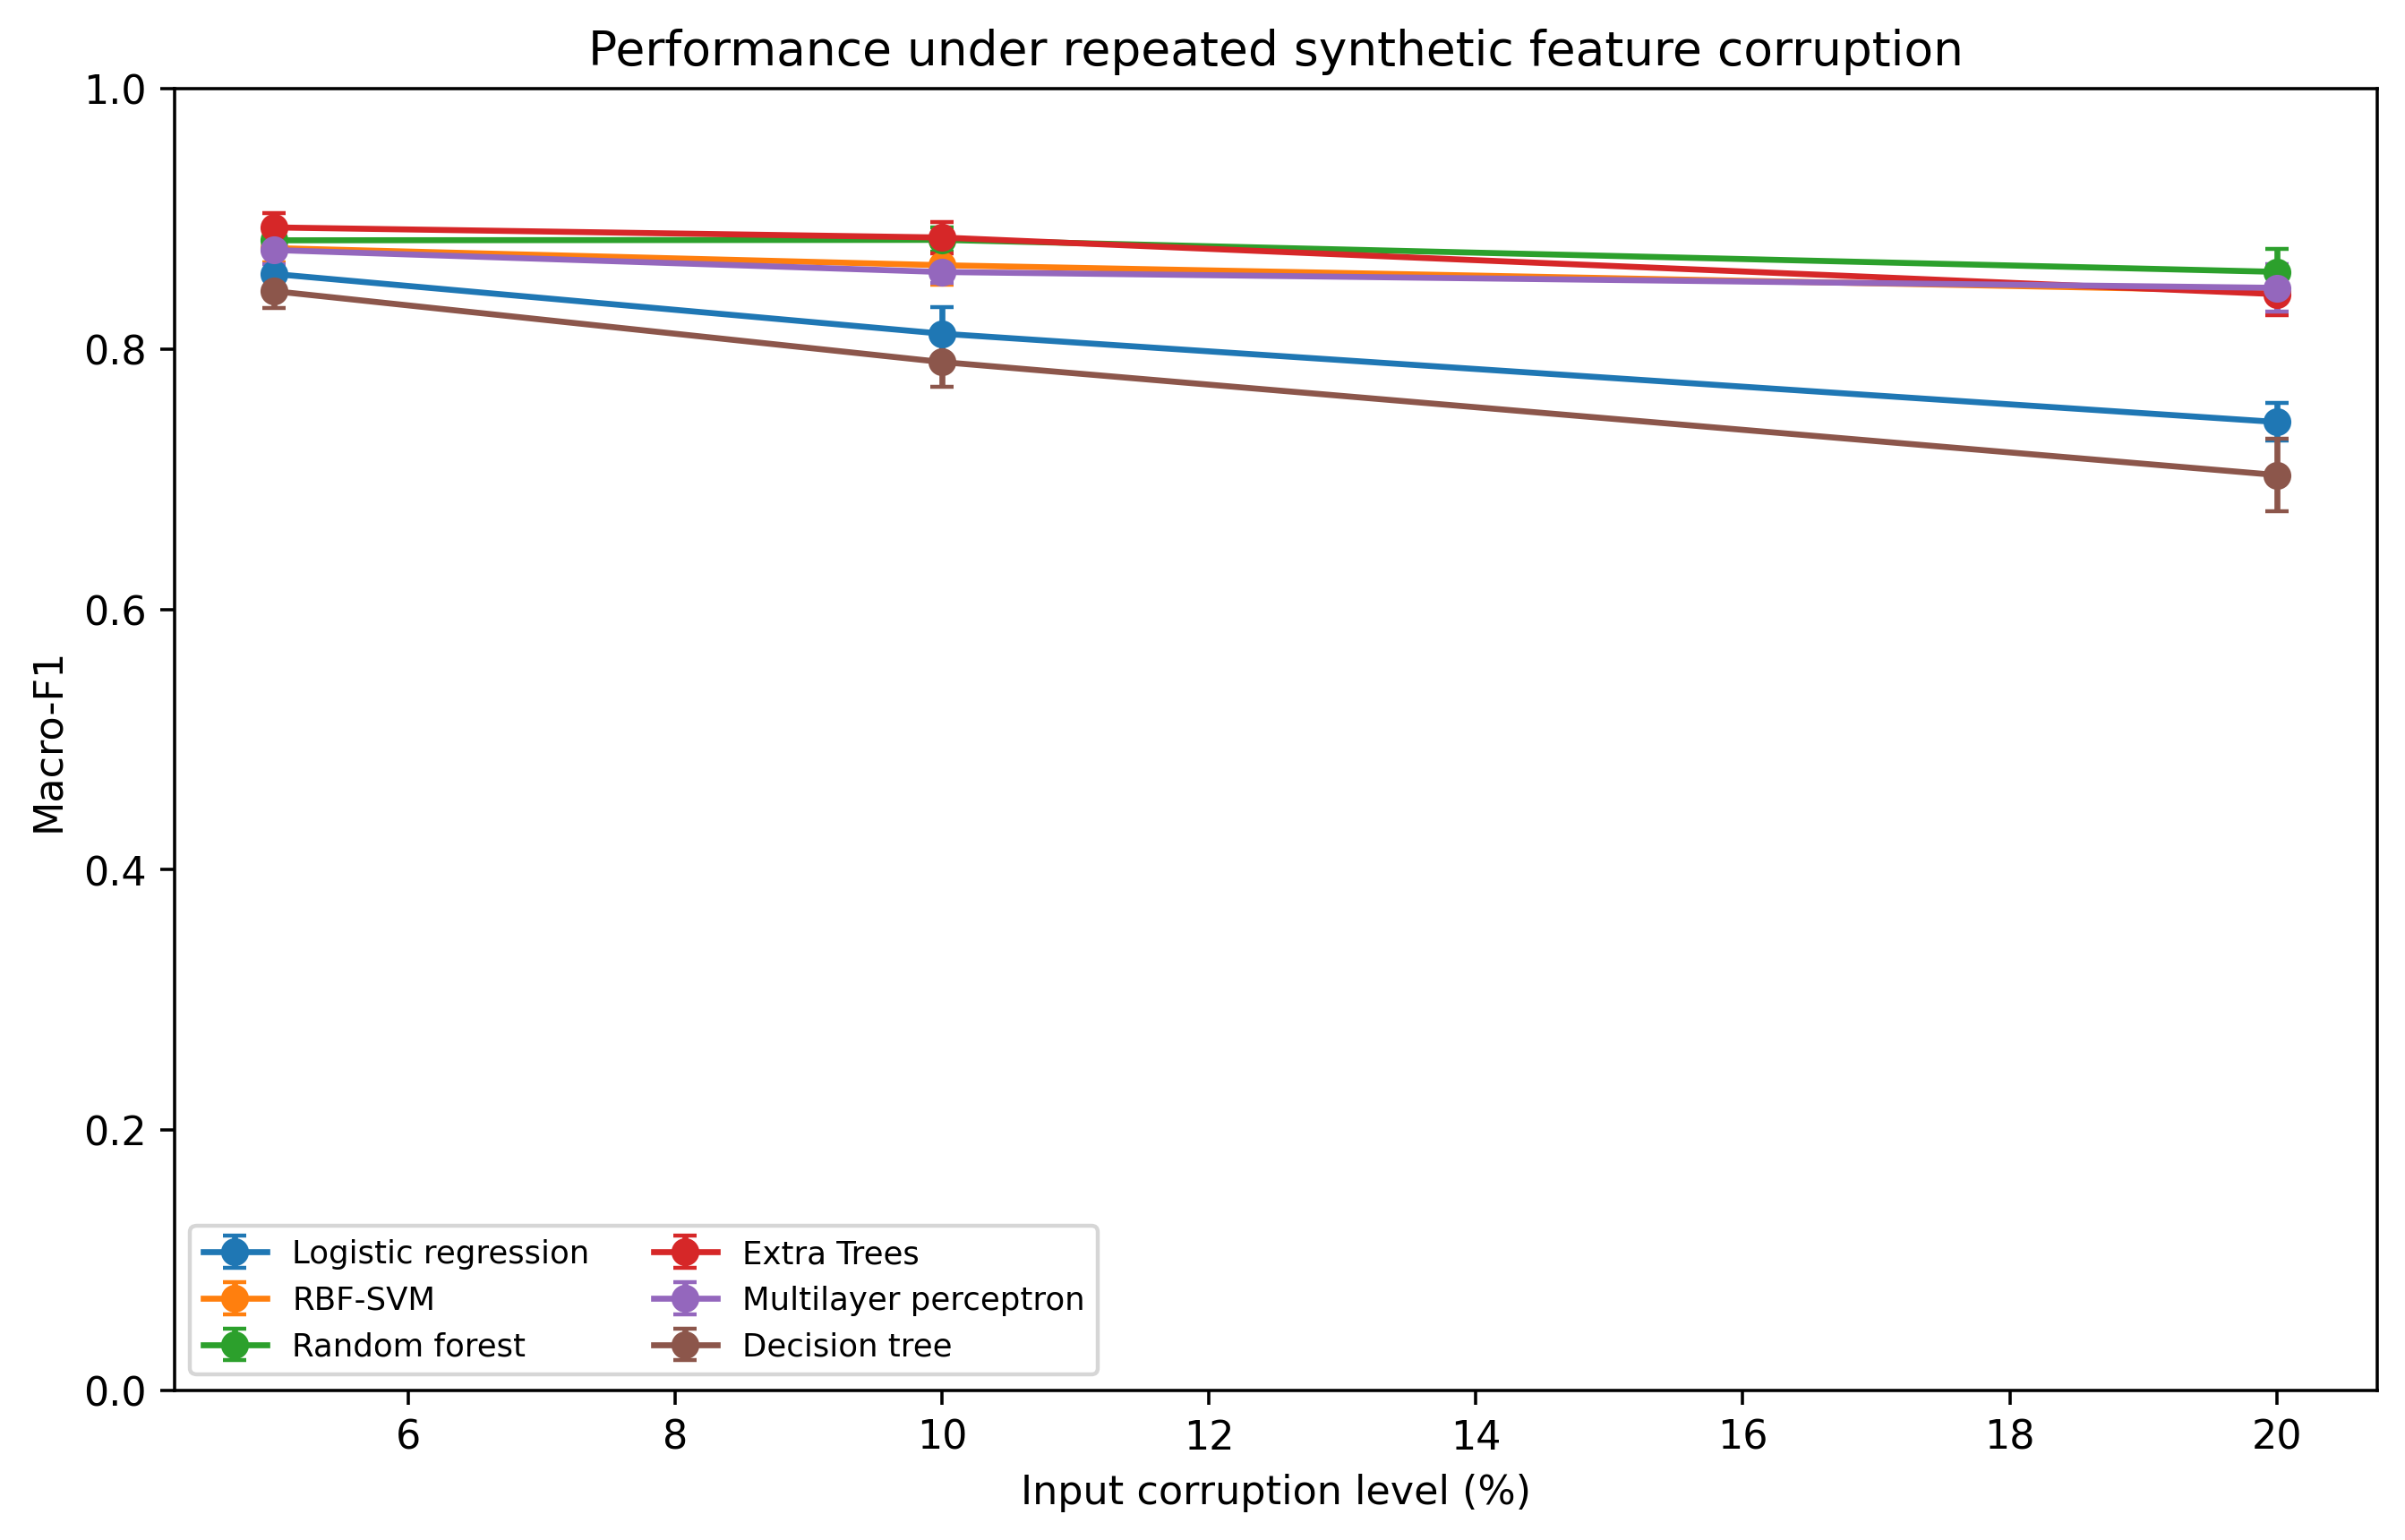 Performance under repeated synthetic feature corruption
1.0
0.8
0.6
0.4
0.2
0.0
Macro-F1
Logistic regression
RBF-SVM
Random forest
Extra Trees
Multilayer perceptron
Decision tree
6 8 10 12 14 16 18 20
Input corruption level (%)